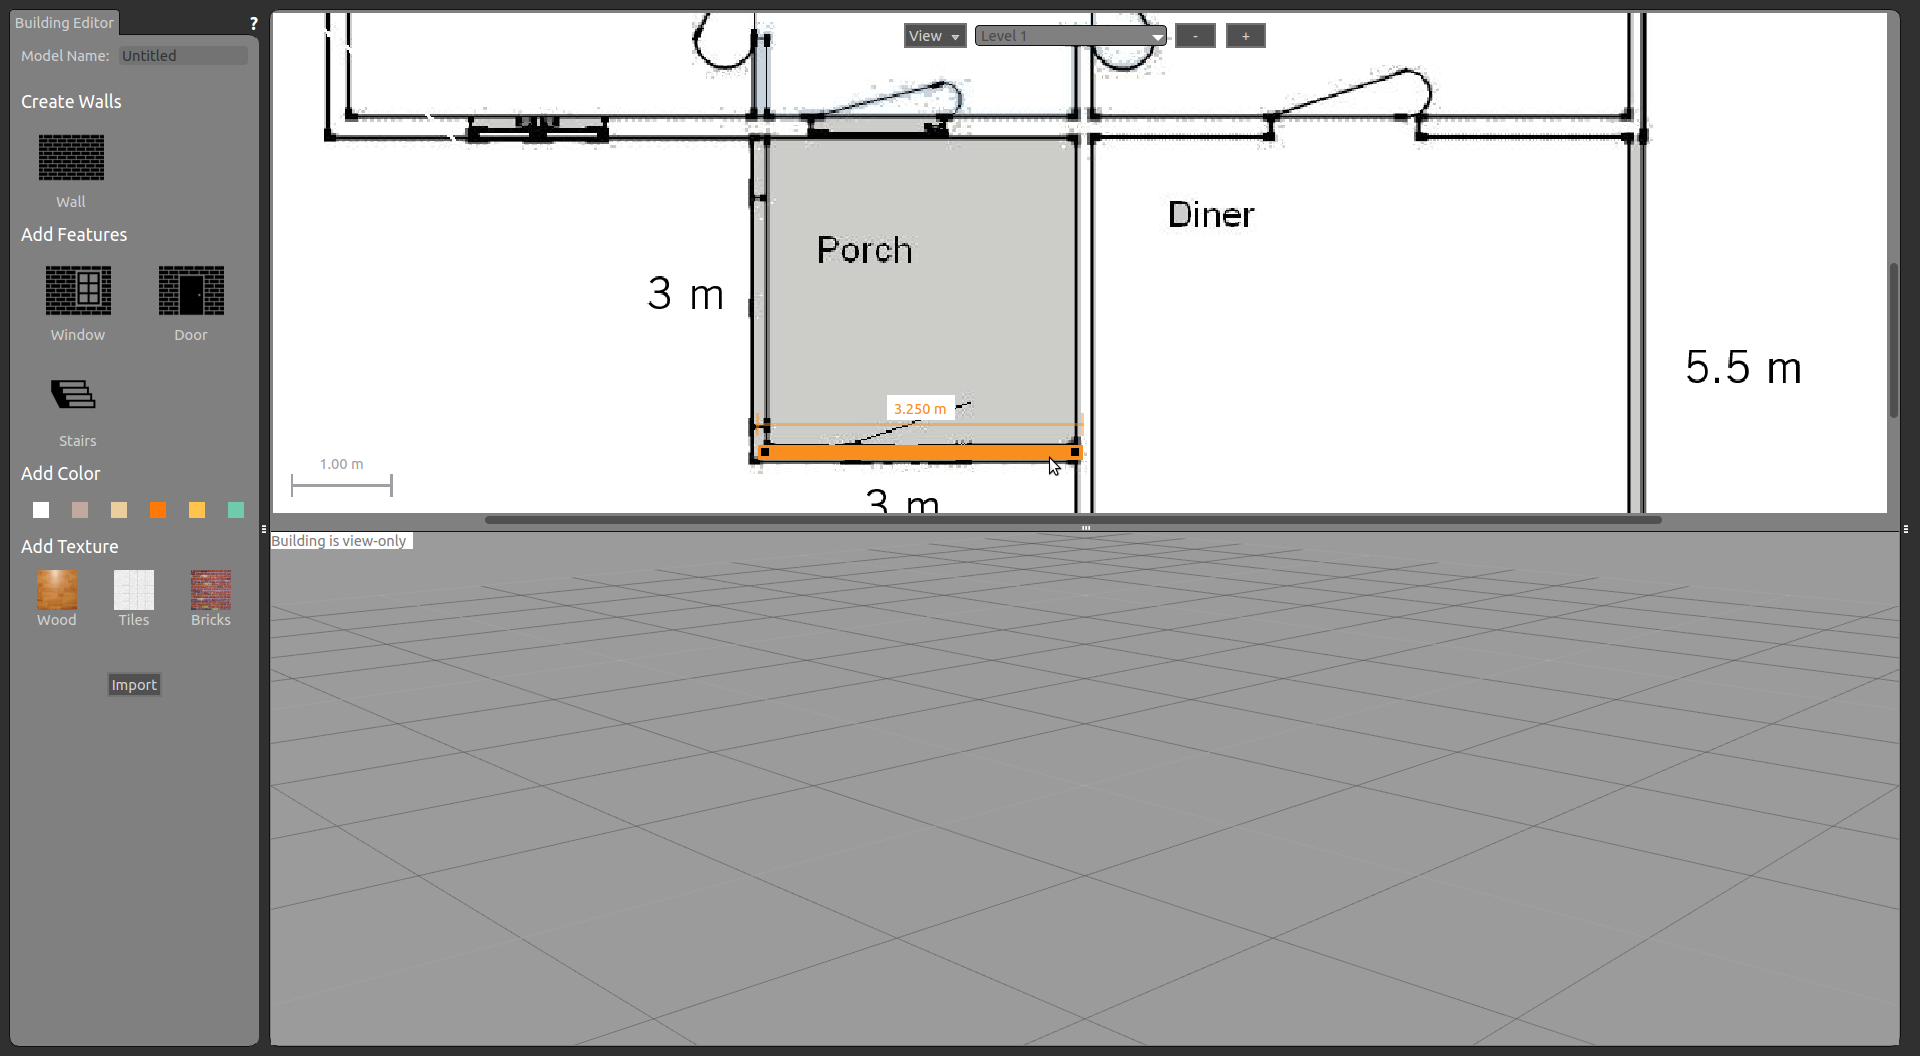 Building Editor
?
Model Name: Untitled
Create Walls
Wall
Add Features
Window Door
Stairs
Add Color
Add Texture
Wood Tiles Bricks
Import
View Level 1 - +
Diner
Porch
3 m
5.5 m
3.250 m
1.00 m
3 m
Building is view-only